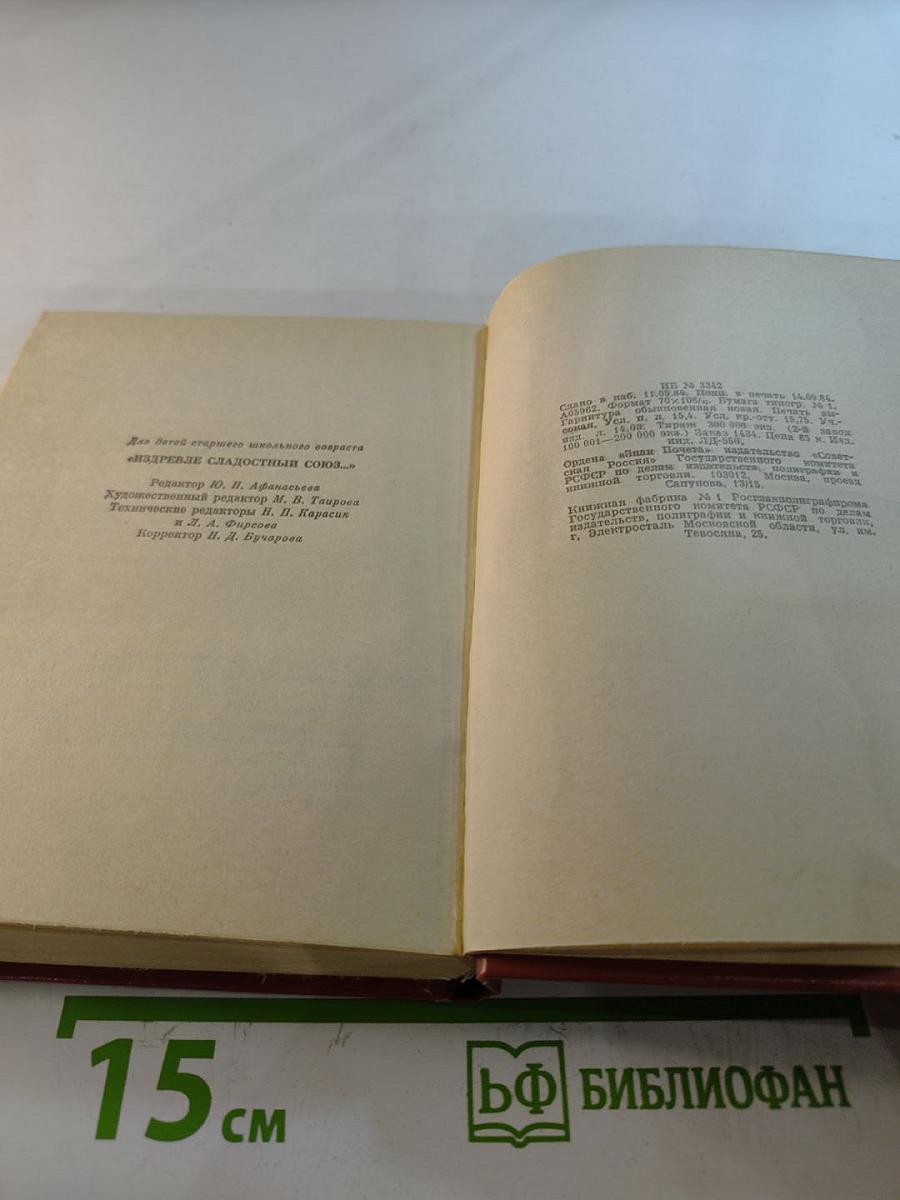 Для детей старшего школьного возраста
«ИЗДРЕВЛЕ СЛАДОСТНЫЙ СОЮЗ...»
Редактор Ю. Н. Афанасьева
Художественный редактор М. В. Таирова
Технические редакторы Н. П. Карасик
и Л. А. Фирсова
Корректор Н. Д. Бучарова
ИБ № 3342
Сдано в наб. 11.05.84. Подп. в печать 14.09.84.
А05962. Формат 70×108/32. Бумага типогр. № 1.
Гарнитура обыкновенная новая. Печать вы-
сокая. Усл. п. л. 15,4. Усл. кр.-отт. 15,75. Уч.-
изд. л. 14,03. Тираж 300 000 экз. (2-й завод
100 001—200 000 экз.) Заказ 1434. Цена 65 к. Изд.
инд. ЛД-550.
Ордена «Знак Почета» издательство «Совет-
ская Россия» Государственного комитета
РСФСР по делам издательств, полиграфии и
книжной торговли. 103012, Москва, проезд
Сапунова, 13/15.
Книжная фабрика № 1 Росглавполиграфпрома
Государственного комитета РСФСР по делам
издательств, полиграфии и книжной торговли,
г. Электросталь Московской области, ул. им.
Тевосяна, 25.
15 см
БФ БИБЛИОФАН